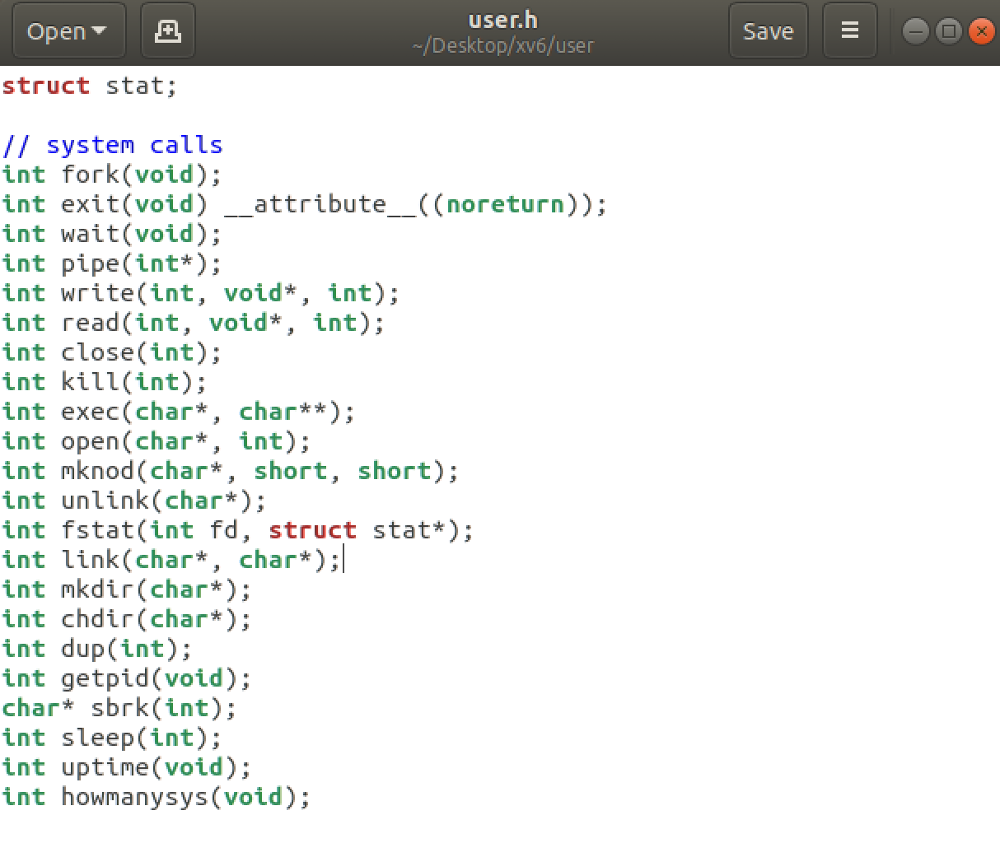 Open
user.h
~/Desktop/xv6/user
Save
struct stat;
// system calls
int fork(void);
int exit(void) __attribute__((noreturn));
int wait(void);
int pipe(int*);
int write(int, void*, int);
int read(int, void*, int);
int close(int);
int kill(int);
int exec(char*, char**);
int open(char*, int);
int mknod(char*, short, short);
int unlink(char*);
int fstat(int fd, struct stat*);
int link(char*, char*);
int mkdir(char*);
int chdir(char*);
int dup(int);
int getpid(void);
char* sbrk(int);
int sleep(int);
int uptime(void);
int howmanysys(void);